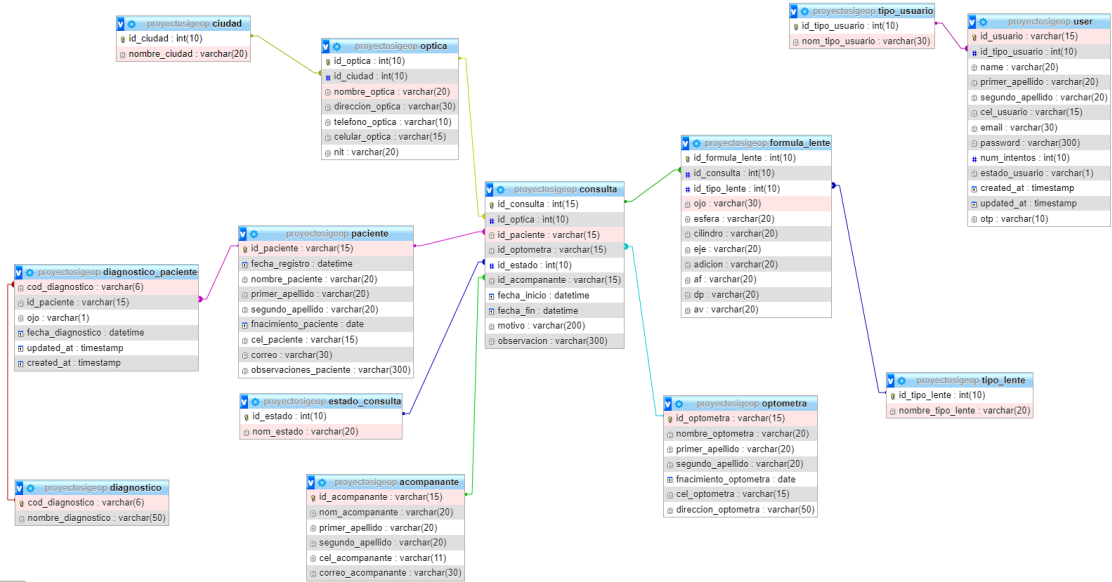 proyectosigeop ciudad
id_ciudad : int(10)
nombre_ciudad : varchar(20)
proyectosigeop optica
id_optica : int(10)
id_ciudad : int(10)
nombre_optica : varchar(20)
direccion_optica : varchar(30)
telefono_optica : varchar(10)
celular_optica : varchar(15)
nit : varchar(20)
proyectosigeop tipo_usuario
id_tipo_usuario : int(10)
nom_tipo_usuario : varchar(30)
proyectosigeop user
id_usuario : varchar(15)
id_tipo_usuario : int(10)
name : varchar(20)
primer_apellido : varchar(20)
segundo_apellido : varchar(20)
cel_usuario : varchar(15)
email : varchar(30)
password : varchar(300)
num_intentos : int(10)
estado_usuario : varchar(1)
created_at : timestamp
updated_at : timestamp
otp : varchar(10)
proyectosigeop formula_lente
id_formula_lente : int(10)
id_consulta : int(10)
id_tipo_lente : int(10)
ojo : varchar(30)
esfera : varchar(20)
cilindro : varchar(20)
eje : varchar(20)
adicion : varchar(20)
af : varchar(20)
dp : varchar(20)
av : varchar(20)
proyectosigeop consulta
id_consulta : int(15)
id_optica : int(10)
id_paciente : varchar(15)
id_optometra : varchar(15)
id_estado : int(10)
id_acompanante : varchar(15)
fecha_inicio : datetime
fecha_fin : datetime
motivo : varchar(200)
observacion : varchar(300)
proyectosigeop paciente
id_paciente : varchar(15)
fecha_registro : datetime
nombre_paciente : varchar(20)
primer_apellido : varchar(20)
segundo_apellido : varchar(20)
fnacimiento_paciente : date
cel_paciente : varchar(15)
correo : varchar(30)
observaciones_paciente : varchar(300)
proyectosigeop diagnostico_paciente
cod_diagnostico : varchar(6)
id_paciente : varchar(15)
ojo : varchar(1)
fecha_diagnostico : datetime
updated_at : timestamp
created_at : timestamp
proyectosigeop estado_consulta
id_estado : int(10)
nom_estado : varchar(20)
proyectosigeop tipo_lente
id_tipo_lente : int(10)
nombre_tipo_lente : varchar(20)
proyectosigeop optometra
id_optometra : varchar(15)
nombre_optometra : varchar(20)
primer_apellido : varchar(20)
segundo_apellido : varchar(20)
fnacimiento_optometra : date
cel_optometra : varchar(15)
direccion_optometra : varchar(50)
proyectosigeop diagnostico
cod_diagnostico : varchar(6)
nombre_diagnostico : varchar(50)
proyectosigeop acompanante
id_acompanante : varchar(15)
nom_acompanante : varchar(20)
primer_apellido : varchar(20)
segundo_apellido : varchar(20)
cel_acompanante : varchar(11)
correo_acompanante : varchar(30)